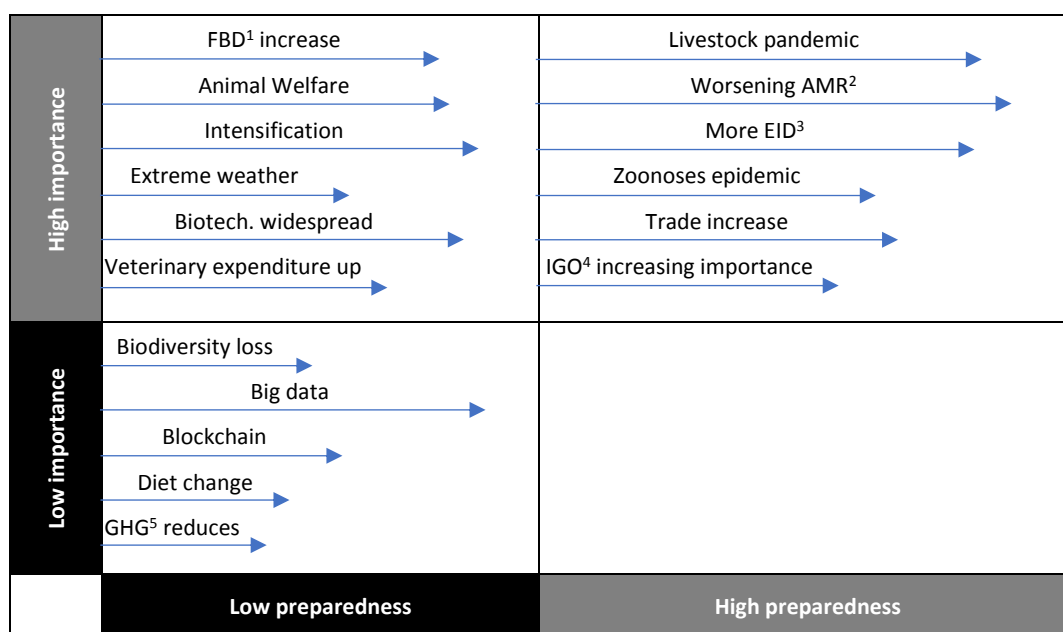 High importance
FBD¹ increase
Animal Welfare
Intensification
Extreme weather
Biotech. widespread
Veterinary expenditure up
Livestock pandemic
Worsening AMR²
More EID³
Zoonoses epidemic
Trade increase
IGO⁴ increasing importance
Low importance
Biodiversity loss
Big data
Blockchain
Diet change
GHG⁵ reduces
Low preparedness
High preparedness